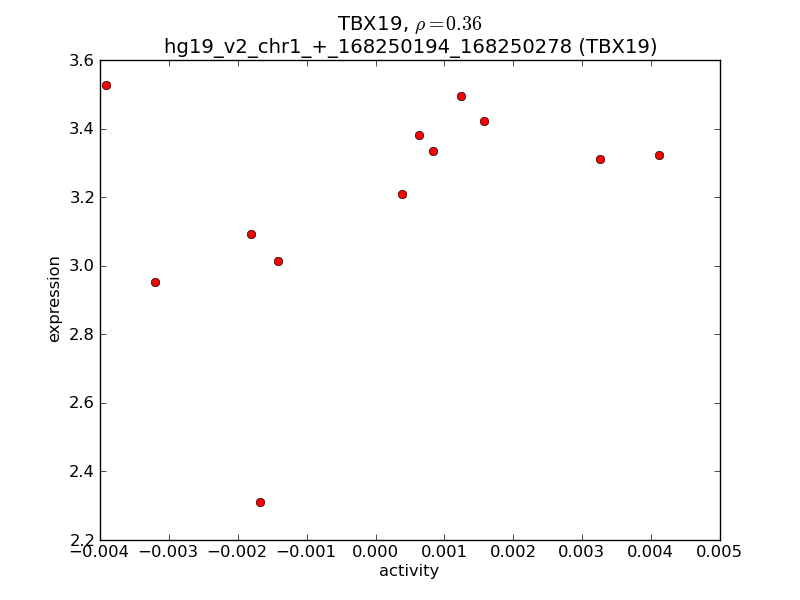 TBX19, ρ=0.36
hg19_v2_chr1_+_168250194_168250278 (TBX19)
3.6
3.4
3.2
3.0
2.8
2.6
2.4
2.2
expression
−0.004 −0.003 −0.002 −0.001 0.000 0.001 0.002 0.003 0.004 0.005
activity